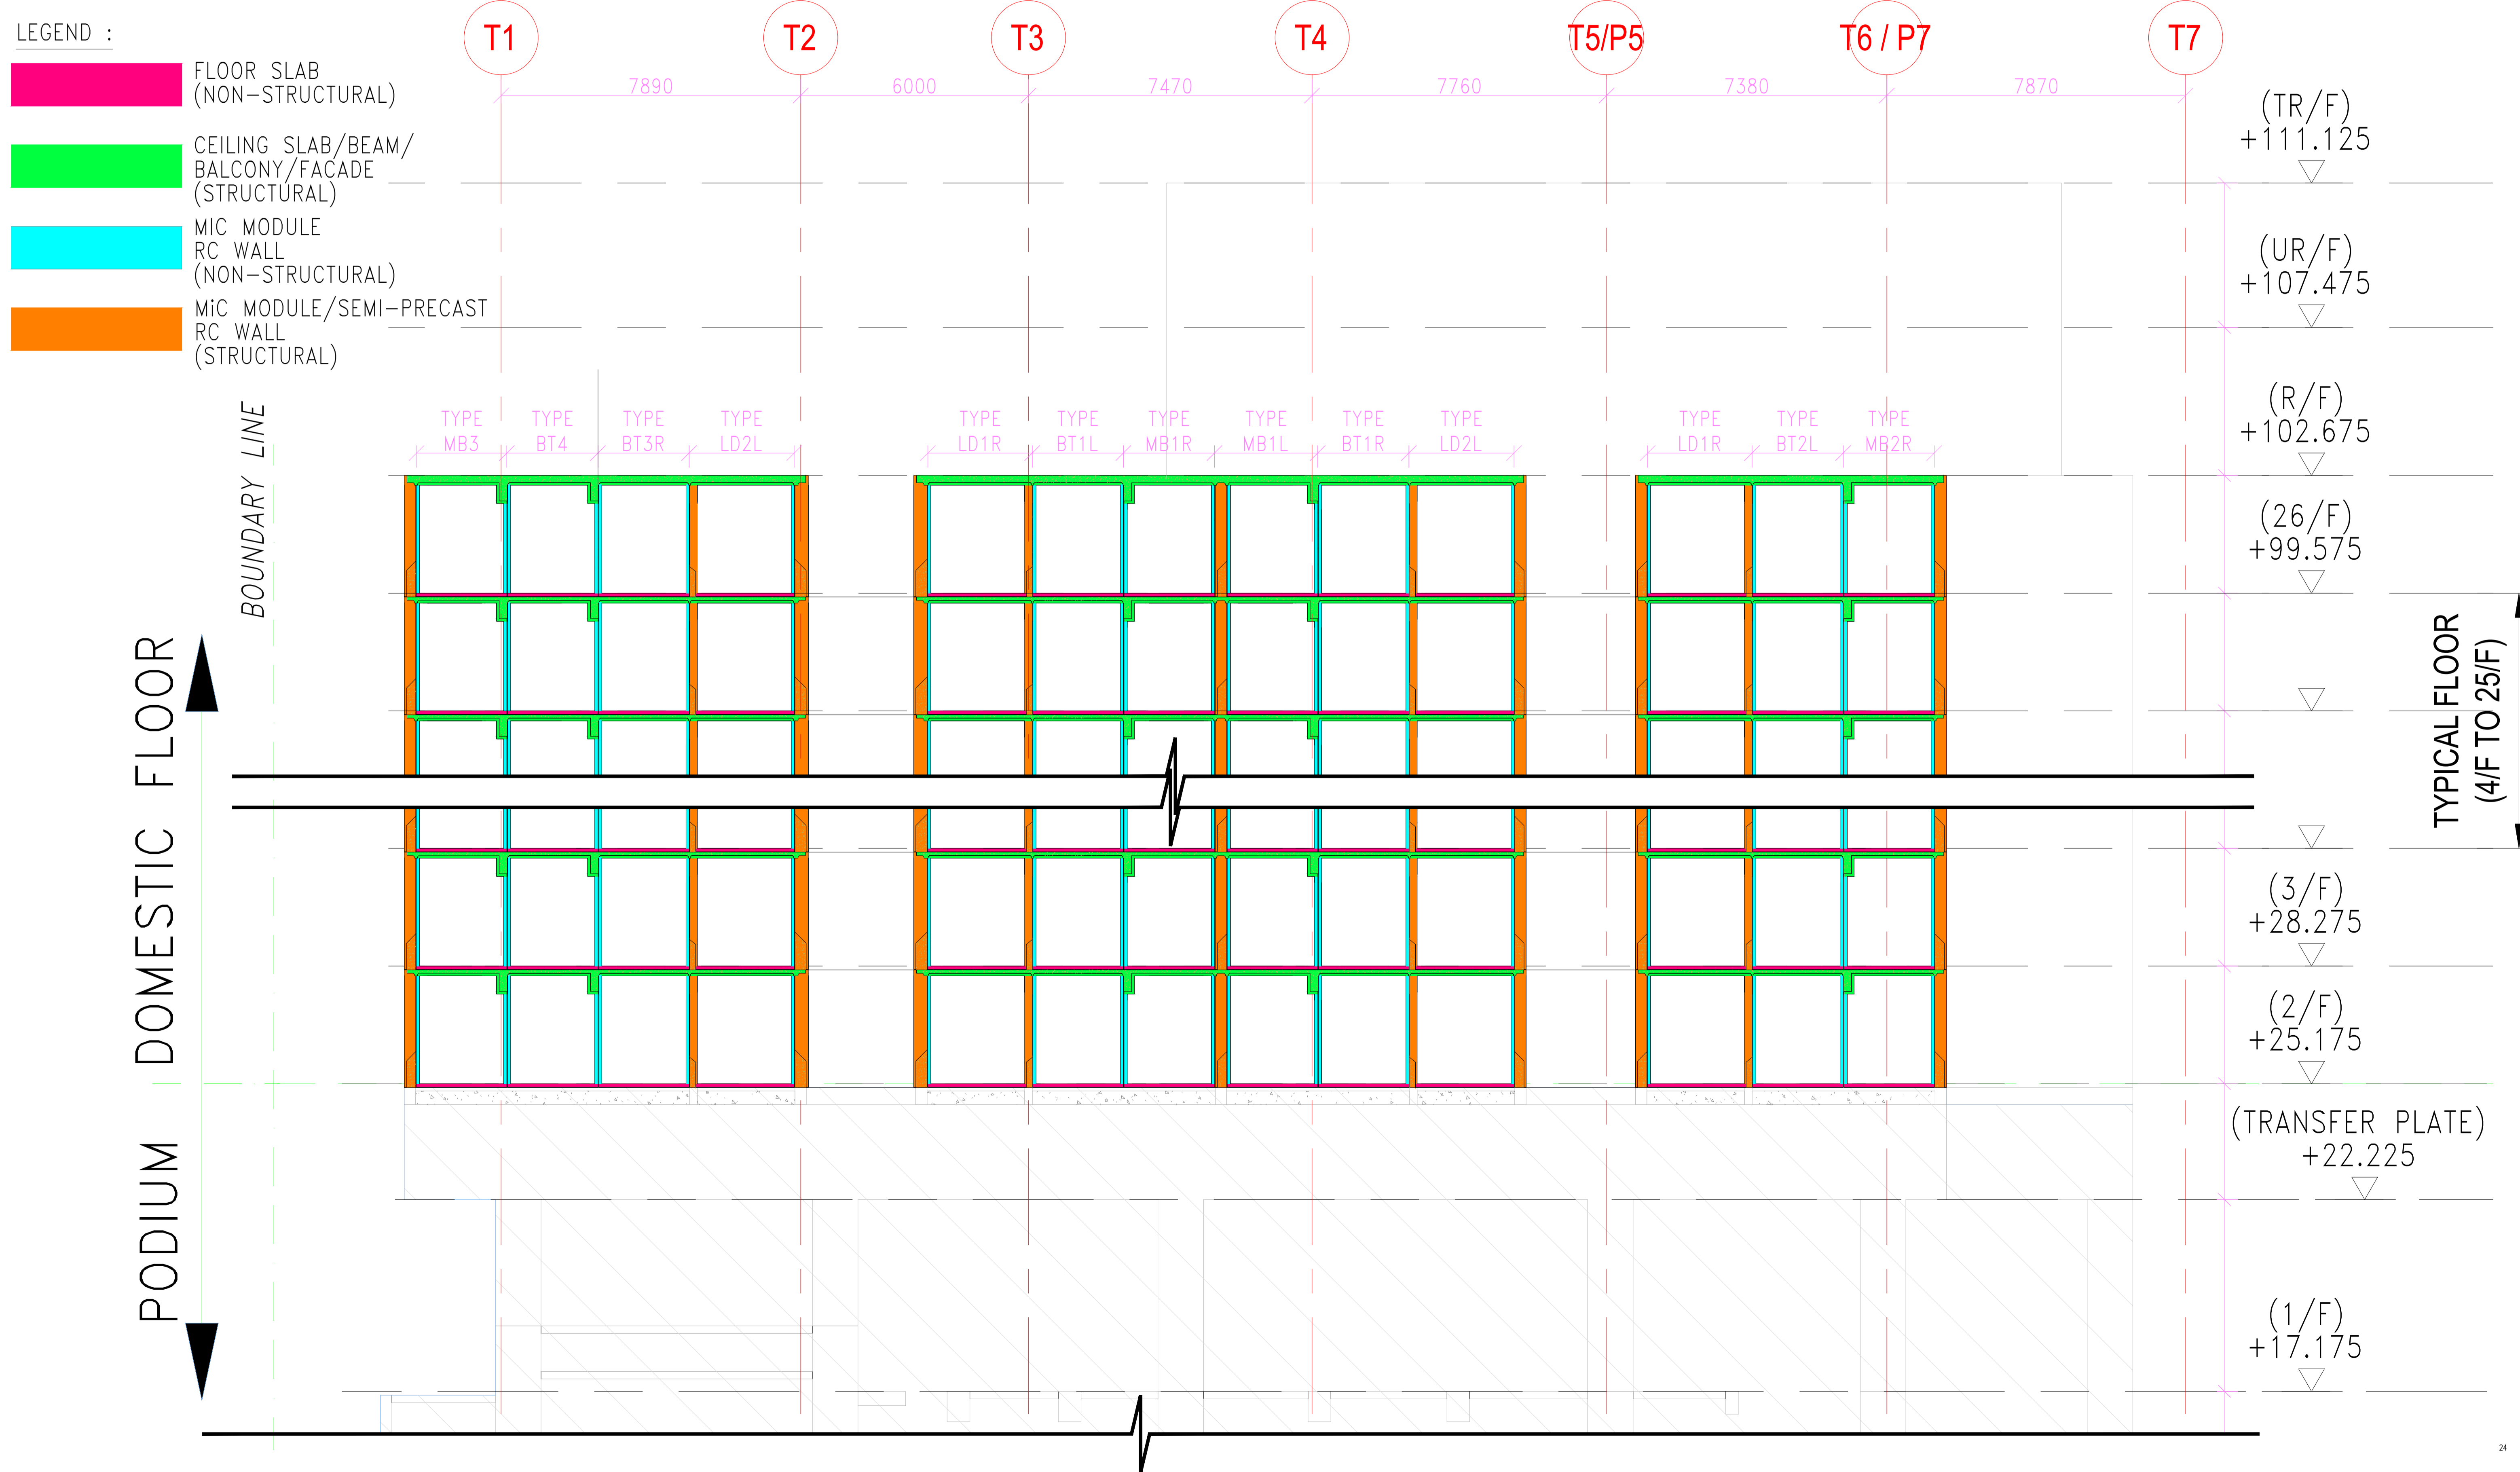 LEGEND :
FLOOR SLAB
(NON-STRUCTURAL)
CEILING SLAB/BEAM/
BALCONY/FACADE
(STRUCTURAL)
MIC MODULE
RC WALL
(NON-STRUCTURAL)
MiC MODULE/SEMI-PRECAST
RC WALL
(STRUCTURAL)
T1
T2
T3
T4
T5/P5
T6 / P7
T7
7890
6000
7470
7760
7380
7870
(TR/F)
+111.125
(UR/F)
+107.475
(R/F)
+102.675
(26/F)
+99.575
TYPICAL FLOOR
(4/F TO 25/F)
(3/F)
+28.275
(2/F)
+25.175
(TRANSFER PLATE)
+22.225
(1/F)
+17.175
BOUNDARY LINE
TYPE
MB3
TYPE
BT4
TYPE
BT3R
TYPE
LD2L
TYPE
LD1R
TYPE
BT1L
TYPE
MB1R
TYPE
MB1L
TYPE
BT1R
TYPE
LD2L
TYPE
LD1R
TYPE
BT2L
TYPE
MB2R
DOMESTIC FLOOR
PODIUM
24